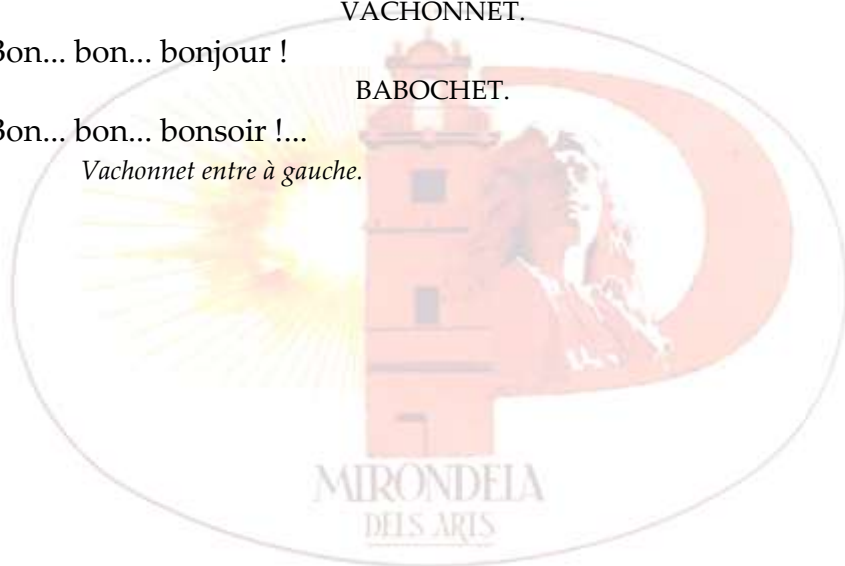 VACHONNET.
Bon... bon... bonjour !
BABOCHET.
Bon... bon... bonsoir !...
Vachonnet entre à gauche.
MIRONDELA
DELS ARTS